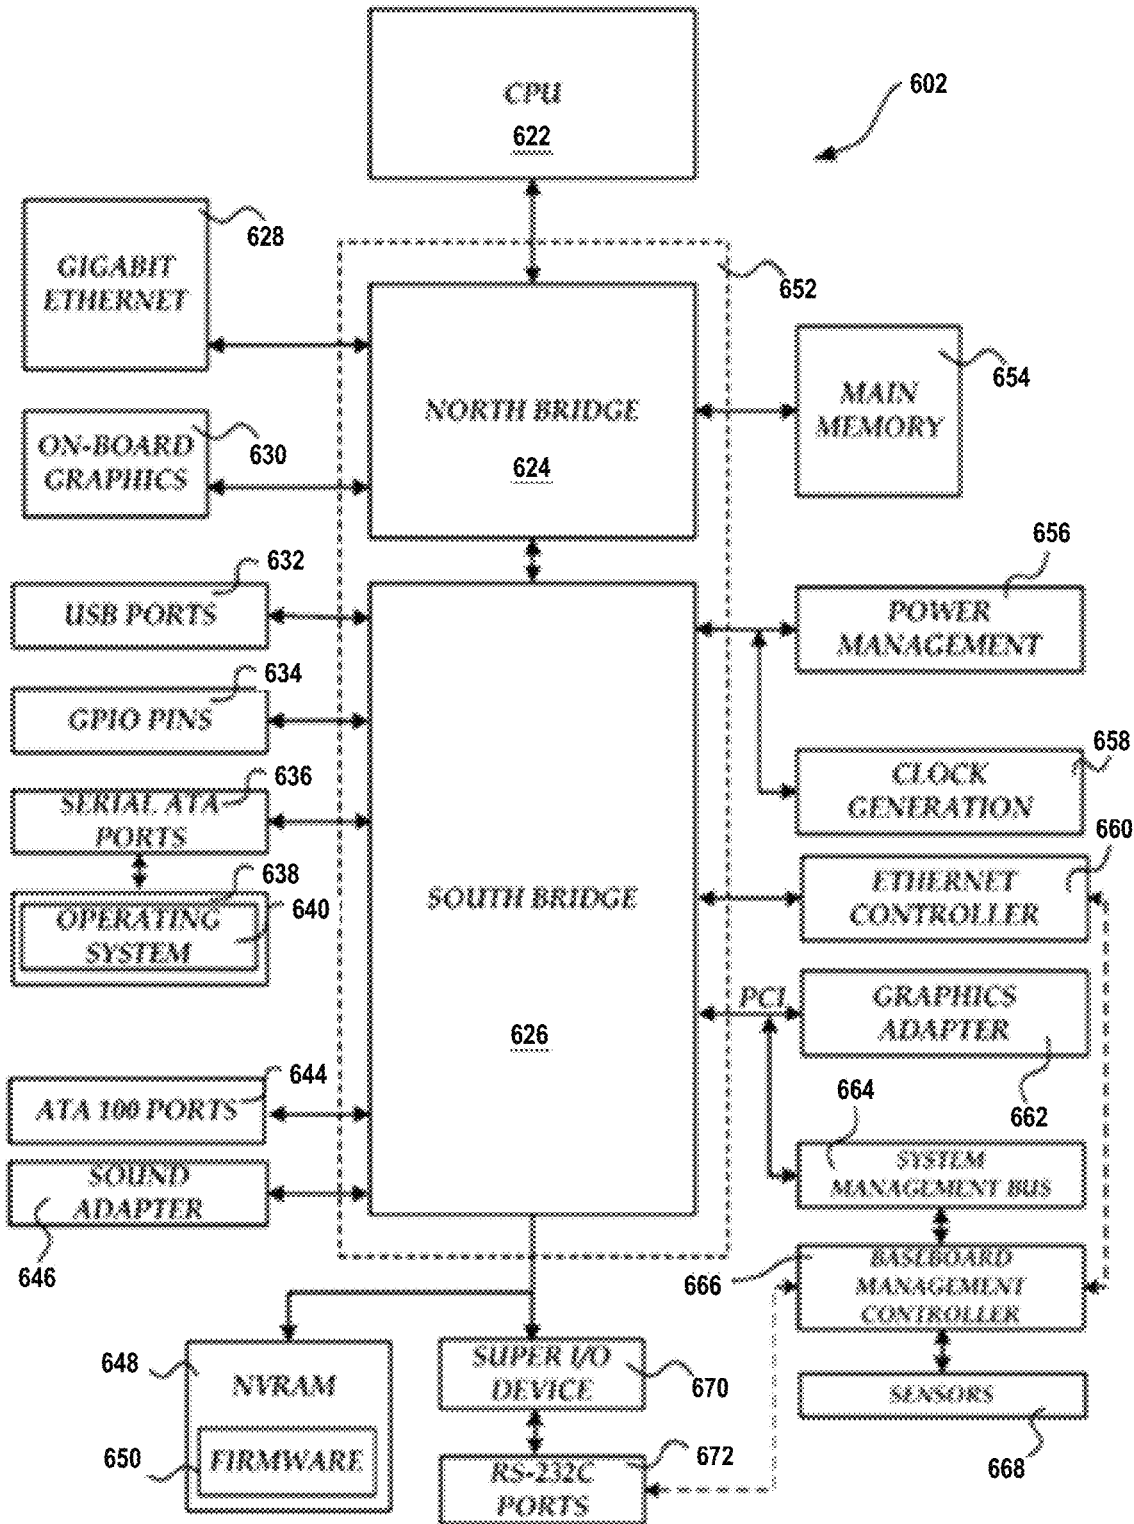 CPU
622
602
628
GIGABIT
ETHERNET
652
MAIN
MEMORY
654
NORTH BRIDGE
624
ON-BOARD
GRAPHICS
630
632
USB PORTS
656
POWER
MANAGEMENT
634
GPIO PINS
658
CLOCK
GENERATION
636
SERIAL ATA
PORTS
660
ETHERNET
CONTROLLER
638
640
OPERATING
SYSTEM
SOUTH BRIDGE
626
PCI
GRAPHICS
ADAPTER
662
644
ATA 100 PORTS
664
SYSTEM
MANAGEMENT BUS
SOUND
ADAPTER
646
666
BASEBOARD
MANAGEMENT
CONTROLLER
648
NVRAM
650
FIRMWARE
SUPER I/O
DEVICE
670
SENSORS
668
672
RS-232C
PORTS